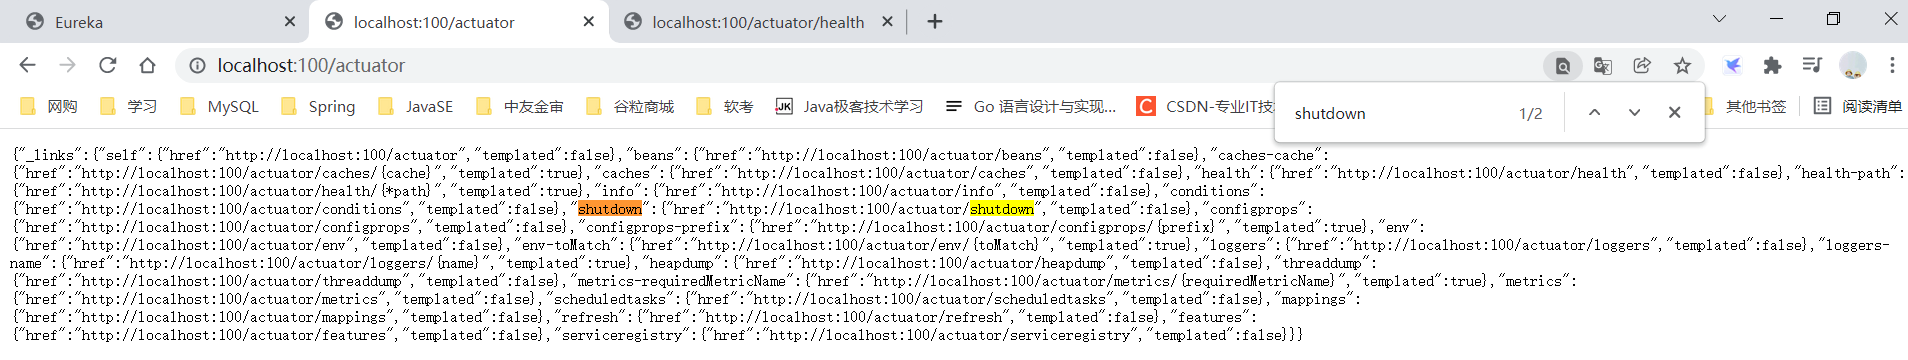 Eureka
localhost:100/actuator
localhost:100/actuator/health
localhost:100/actuator
网购
学习
MySQL
Spring
JavaSE
中友金审
谷粒商城
软考
JK Java极客技术学习
Go 语言设计与实现...
C CSDN-专业IT技
其他书签
阅读清单
shutdown 1/2
{"_links":{"self":{"href":"http://localhost:100/actuator","templated":false},"beans":{"href":"http://localhost:100/actuator/beans","templated":false},"caches-cache":
{"href":"http://localhost:100/actuator/caches/{cache}","templated":true},"caches":{"href":"http://localhost:100/actuator/caches","templated":false},"health":{"href":"http://localhost:100/actuator/health","templated":false},"health-path":
{"href":"http://localhost:100/actuator/health/{*path}","templated":true},"info":{"href":"http://localhost:100/actuator/info","templated":false},"conditions":
{"href":"http://localhost:100/actuator/conditions","templated":false},"shutdown":{"href":"http://localhost:100/actuator/shutdown","templated":false},"configprops":
{"href":"http://localhost:100/actuator/configprops","templated":false},"configprops-prefix":{"href":"http://localhost:100/actuator/configprops/{prefix}","templated":true},"env":
{"href":"http://localhost:100/actuator/env","templated":false},"env-toMatch":{"href":"http://localhost:100/actuator/env/{toMatch}","templated":true},"loggers":{"href":"http://localhost:100/actuator/loggers","templated":false},"loggers-
name":{"href":"http://localhost:100/actuator/loggers/{name}","templated":true},"heapdump":{"href":"http://localhost:100/actuator/heapdump","templated":false},"threaddump":
{"href":"http://localhost:100/actuator/threaddump","templated":false},"metrics-requiredMetricName":{"href":"http://localhost:100/actuator/metrics/{requiredMetricName}","templated":true},"metrics":
{"href":"http://localhost:100/actuator/metrics","templated":false},"scheduledtasks":{"href":"http://localhost:100/actuator/scheduledtasks","templated":false},"mappings":
{"href":"http://localhost:100/actuator/mappings","templated":false},"refresh":{"href":"http://localhost:100/actuator/refresh","templated":false},"features":
{"href":"http://localhost:100/actuator/features","templated":false},"serviceregistry":{"href":"http://localhost:100/actuator/serviceregistry","templated":false}}}